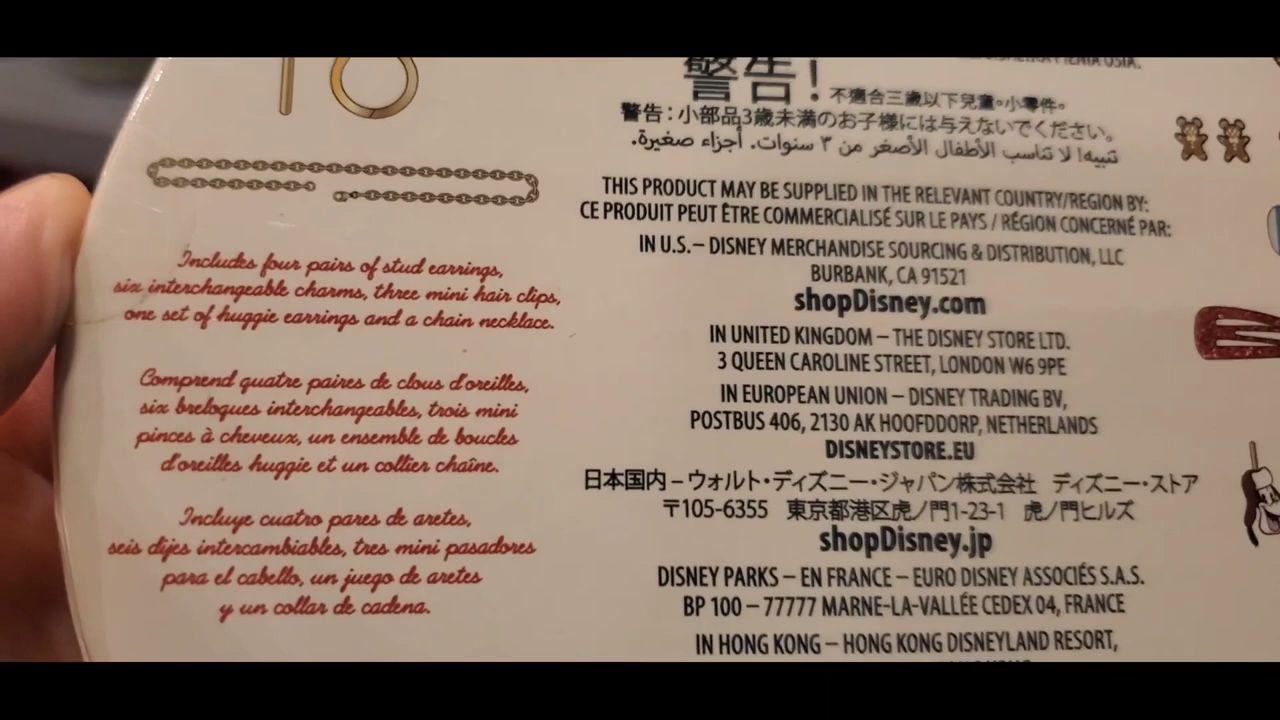 Includes four pairs of stud earrings,
six interchangeable charms, three mini hair clips,
one set of huggie earrings and a chain necklace.
Comprend quatre paires de clous d'oreilles,
six breloques interchangeables, trois mini
pinces à cheveux, un ensemble de boucles
d'oreilles huggie et un collier chaîne.
Incluye cuatro pares de aretes,
seis dijes intercambiables, tres mini pasadores
para el cabello, un juego de aretes
y un collar de cadena.
警告!不適合三歲以下兒童。小零件。
警告:小部品3歳未満のお子様には与えないでください。
تنبيه! لا تناسب الأطفال الأصغر من ٣ سنوات. أجزاء صغيرة.
THIS PRODUCT MAY BE SUPPLIED IN THE RELEVANT COUNTRY/REGION BY:
CE PRODUIT PEUT ÊTRE COMMERCIALISÉ SUR LE PAYS / RÉGION CONCERNÉ PAR:
IN U.S.– DISNEY MERCHANDISE SOURCING & DISTRIBUTION, LLC
BURBANK, CA 91521
shopDisney.com
IN UNITED KINGDOM – THE DISNEY STORE LTD.
3 QUEEN CAROLINE STREET, LONDON W6 9PE
IN EUROPEAN UNION – DISNEY TRADING BV,
POSTBUS 406, 2130 AK HOOFDDORP, NETHERLANDS
DISNEYSTORE.EU
日本国内 – ウォルト・ディズニー・ジャパン株式会社 ディズニー・ストア
〒105-6355 東京都港区虎ノ門1-23-1 虎ノ門ヒルズ
shopDisney.jp
DISNEY PARKS – EN FRANCE – EURO DISNEY ASSOCIÉS S.A.S.
BP 100 – 77777 MARNE-LA-VALLÉE CEDEX 04, FRANCE
IN HONG KONG – HONG KONG DISNEYLAND RESORT,